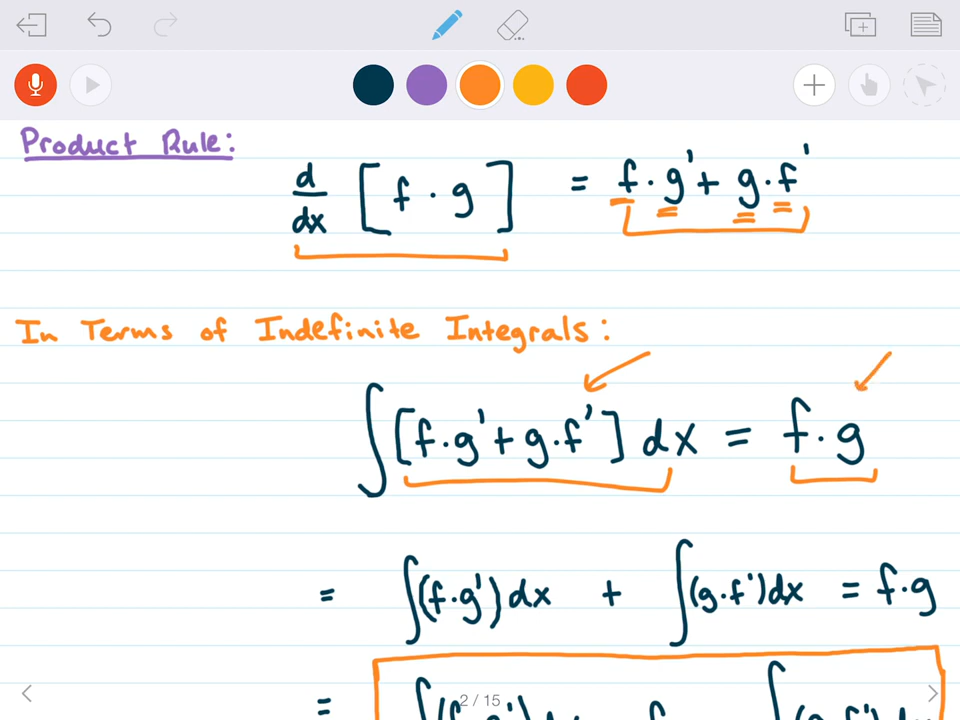 Product Rule:
d/dx [f · g] = f · g' + g · f'
In Terms of Indefinite Integrals:
∫ [f · g' + g · f'] dx = f · g
= ∫(f · g') dx + ∫(g · f') dx = f · g
=
2 / 15